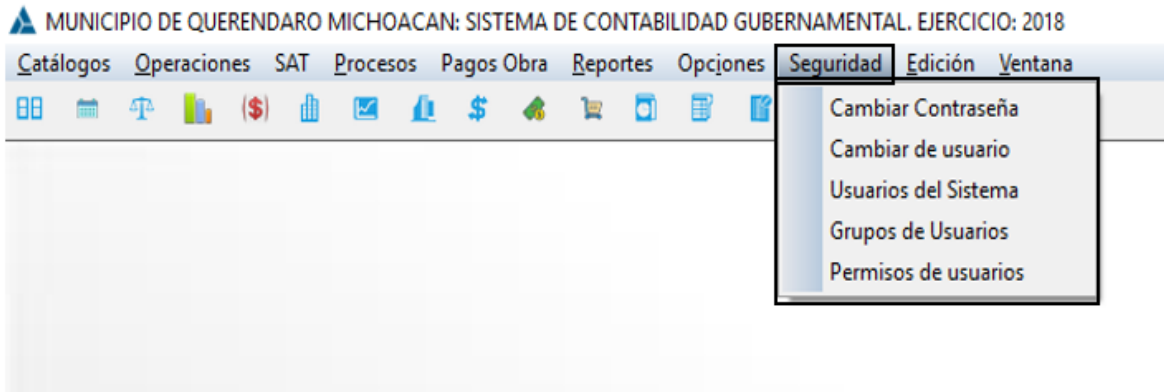 MUNICIPIO DE QUERENDARO MICHOACAN: SISTEMA DE CONTABILIDAD GUBERNAMENTAL. EJERCICIO: 2018
Catálogos Operaciones SAT Procesos Pagos Obra Reportes Opciones Seguridad Edición Ventana
Cambiar Contraseña
Cambiar de usuario
Usuarios del Sistema
Grupos de Usuarios
Permisos de usuarios